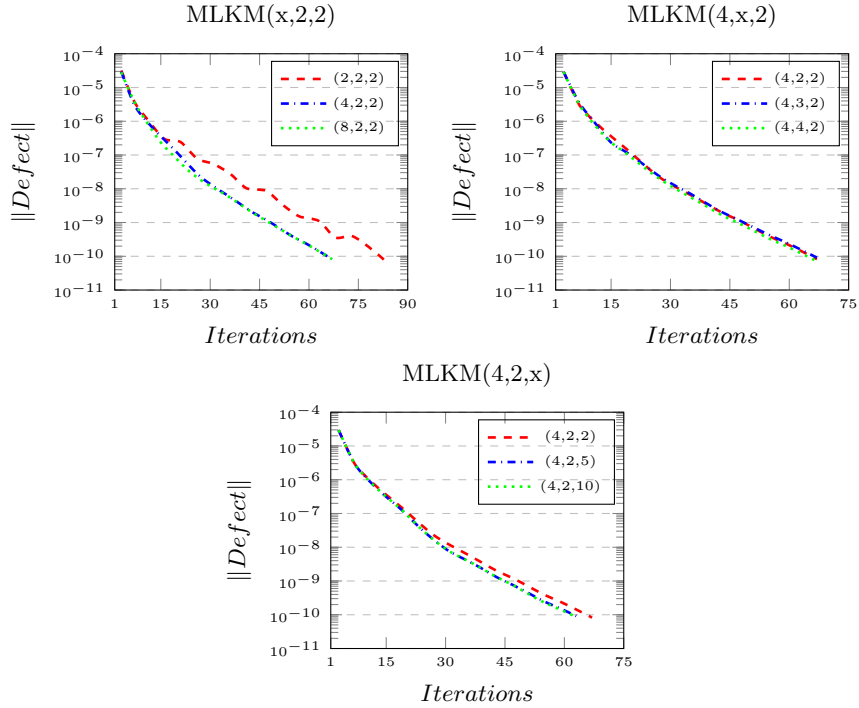 MLKM(x,2,2)
10⁻⁴
10⁻⁵
10⁻⁶
10⁻⁷
10⁻⁸
10⁻⁹
10⁻¹⁰
10⁻¹¹
||Defect||
(2,2,2)
(4,2,2)
(8,2,2)
1 15 30 45 60 75 90
Iterations
MLKM(4,x,2)
10⁻⁴
10⁻⁵
10⁻⁶
10⁻⁷
10⁻⁸
10⁻⁹
10⁻¹⁰
10⁻¹¹
||Defect||
(4,2,2)
(4,3,2)
(4,4,2)
1 15 30 45 60 75
Iterations
MLKM(4,2,x)
10⁻⁴
10⁻⁵
10⁻⁶
10⁻⁷
10⁻⁸
10⁻⁹
10⁻¹⁰
10⁻¹¹
||Defect||
(4,2,2)
(4,2,5)
(4,2,10)
1 15 30 45 60 75
Iterations